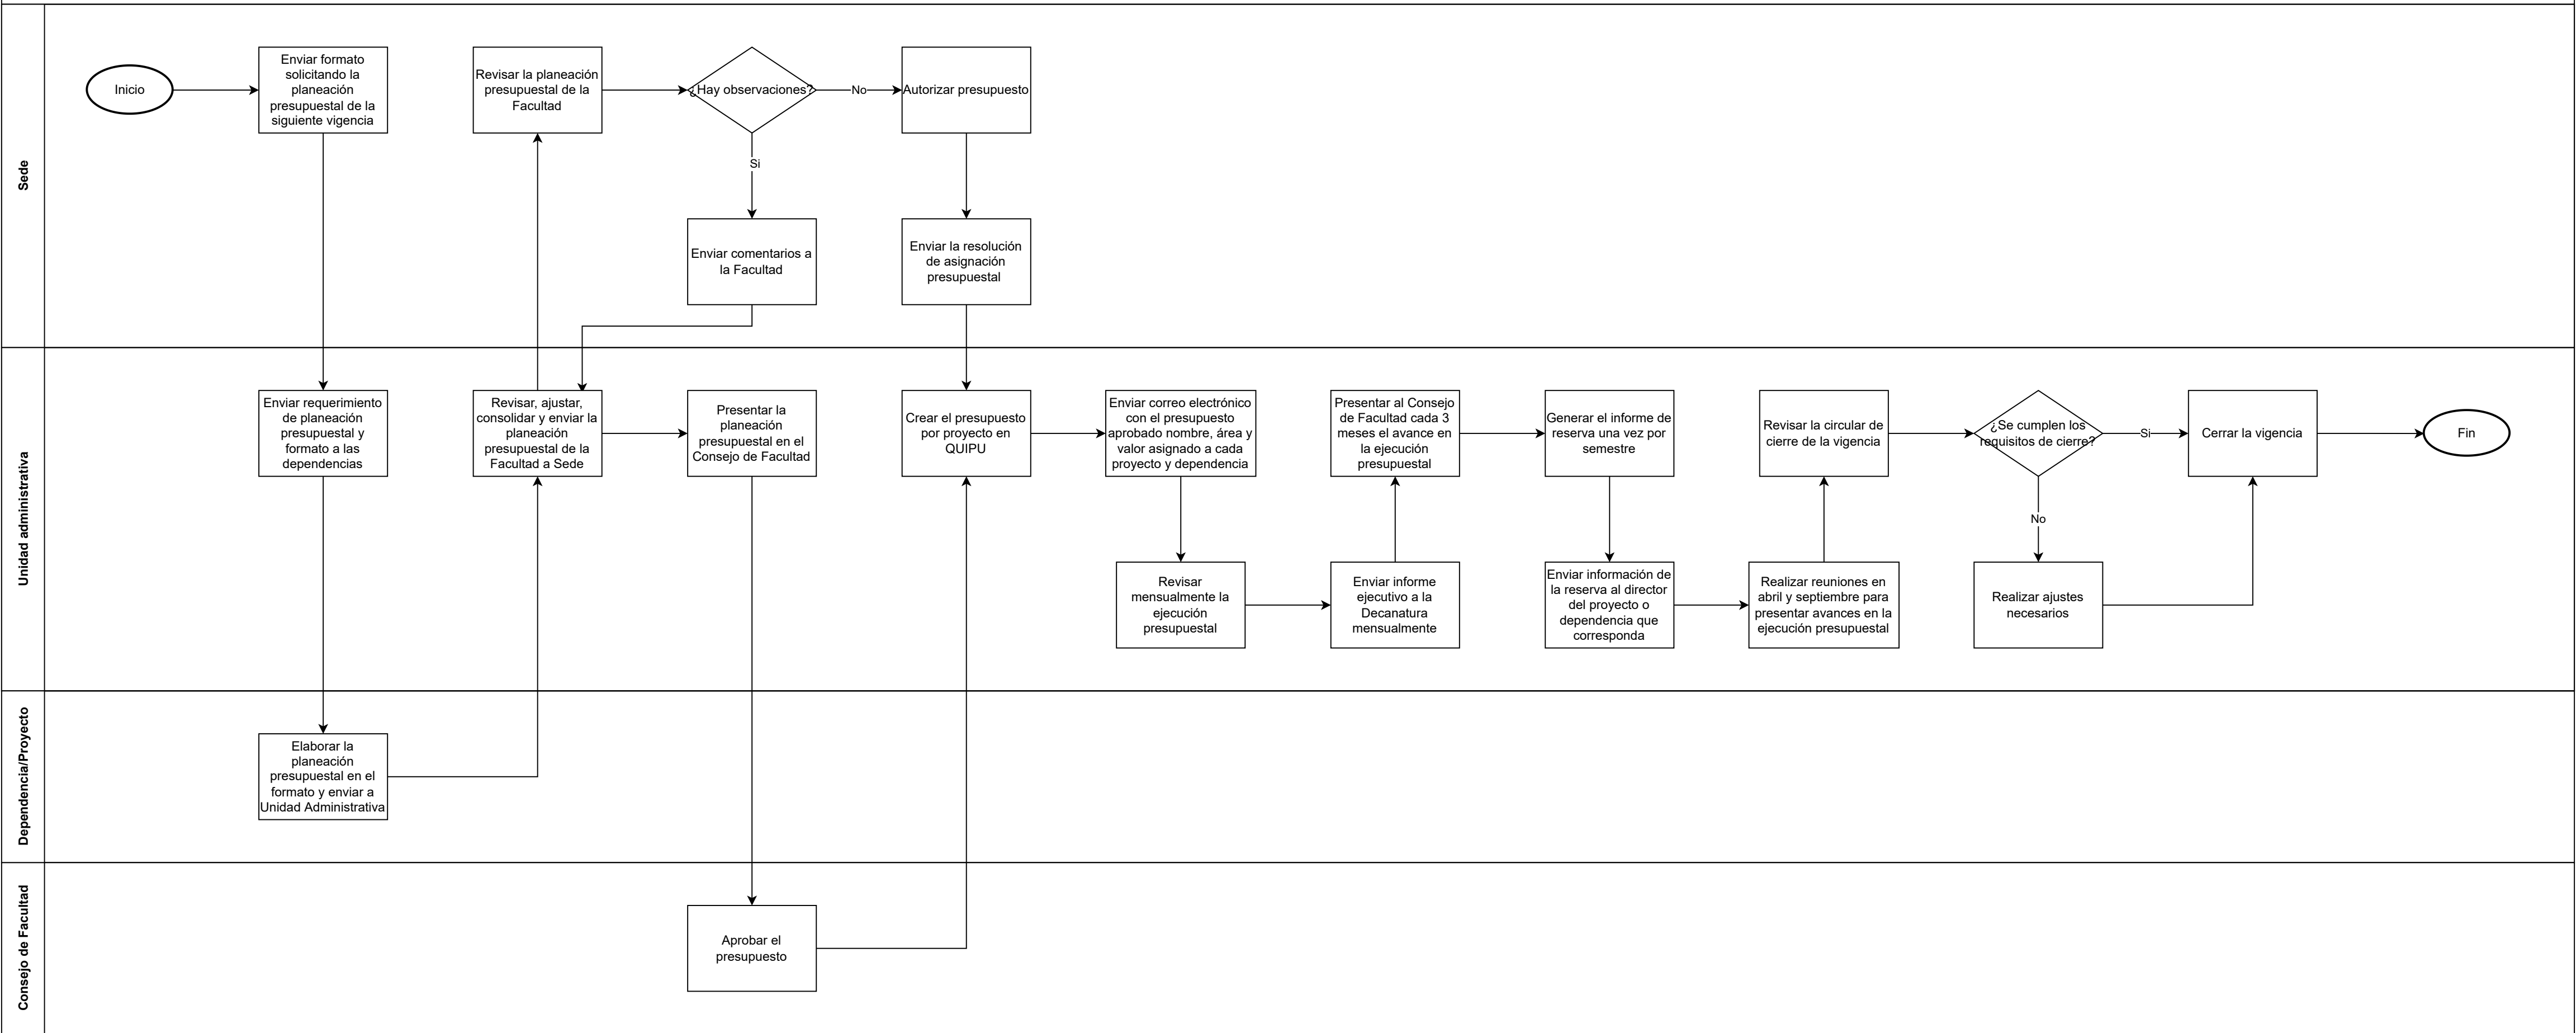 Sede
Inicio
Enviar formato
solicitando la
planeación
presupuestal de la
siguiente vigencia
Revisar la planeación
presupuestal de la
Facultad
¿Hay observaciones?
No
Autorizar presupuesto
Si
Enviar comentarios a
la Facultad
Enviar la resolución
de asignación
presupuestal
Unidad administrativa
Enviar requerimiento
de planeación
presupuestal y
formato a las
dependencias
Revisar, ajustar,
consolidar y enviar la
planeación
presupuestal de la
Facultad a Sede
Presentar la
planeación
presupuestal en el
Consejo de Facultad
Crear el presupuesto
por proyecto en
QUIPU
Enviar correo electrónico
con el presupuesto
aprobado nombre, área y
valor asignado a cada
proyecto y dependencia
Presentar al Consejo
de Facultad cada 3
meses el avance en
la ejecución
presupuestal
Generar el informe de
reserva una vez por
semestre
Revisar la circular de
cierre de la vigencia
¿Se cumplen los
requisitos de cierre?
Si
Cerrar la vigencia
Fin
No
Revisar
mensualmente la
ejecución
presupuestal
Enviar informe
ejecutivo a la
Decanatura
mensualmente
Enviar información de
la reserva al director
del proyecto o
dependencia que
corresponda
Realizar reuniones en
abril y septiembre para
presentar avances en la
ejecución presupuestal
Realizar ajustes
necesarios
Dependencia/Proyecto
Elaborar la
planeación
presupuestal en el
formato y enviar a
Unidad Administrativa
Consejo de Facultad
Aprobar el
presupuesto